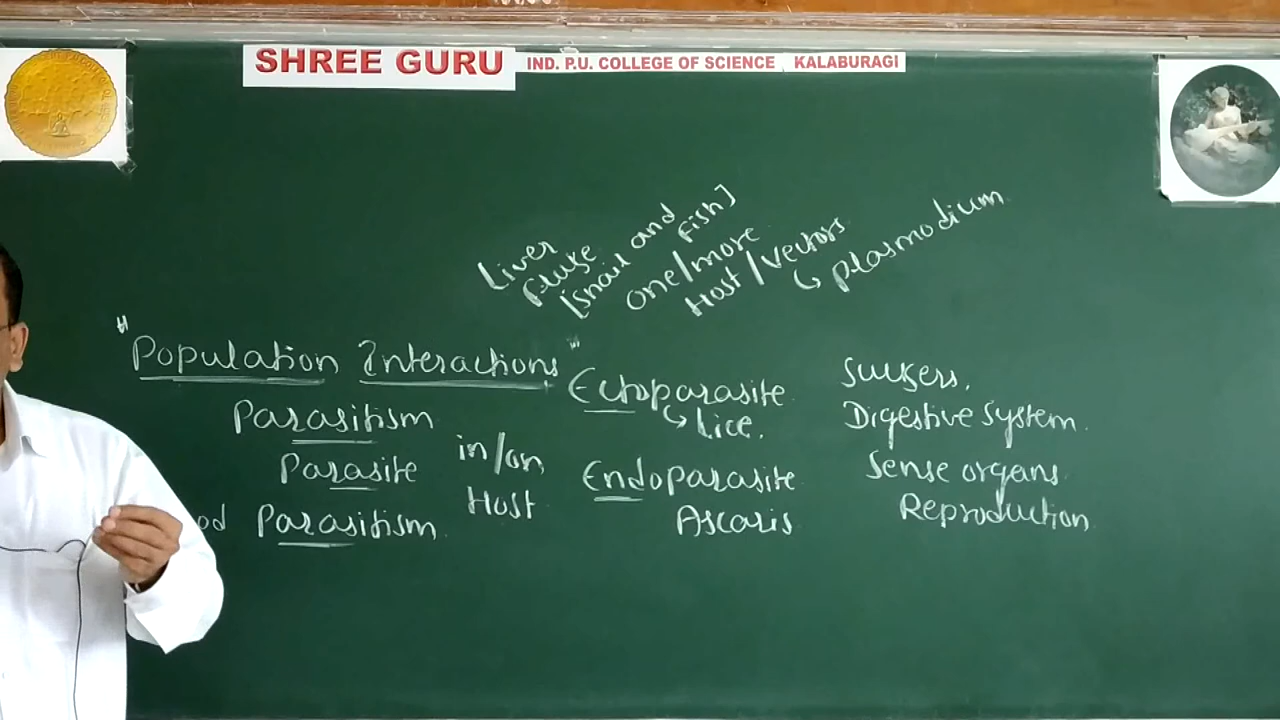 SHREE GURU IND. P.U. COLLEGE OF SCIENCE , KALABURAGI
Liver
fluke
[snail and
fish]
one/more
Host/Vectors
↳ Plasmodium
"Population Interactions"
Parasitism
Parasite
od Parasitism
in/on
Host
Ectoparasite
↳ Lice.
Endoparasite
Ascaris
Suckers.
Digestive System.
Sense organs
Reproduction